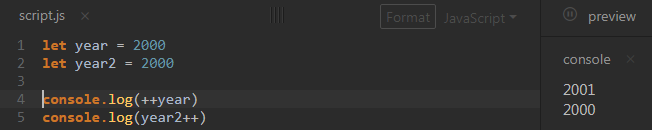 script.js Format JavaScript preview
1 let year = 2000
2 let year2 = 2000
3
4 console.log(++year)
5 console.log(year2++)
console ×
2001
2000